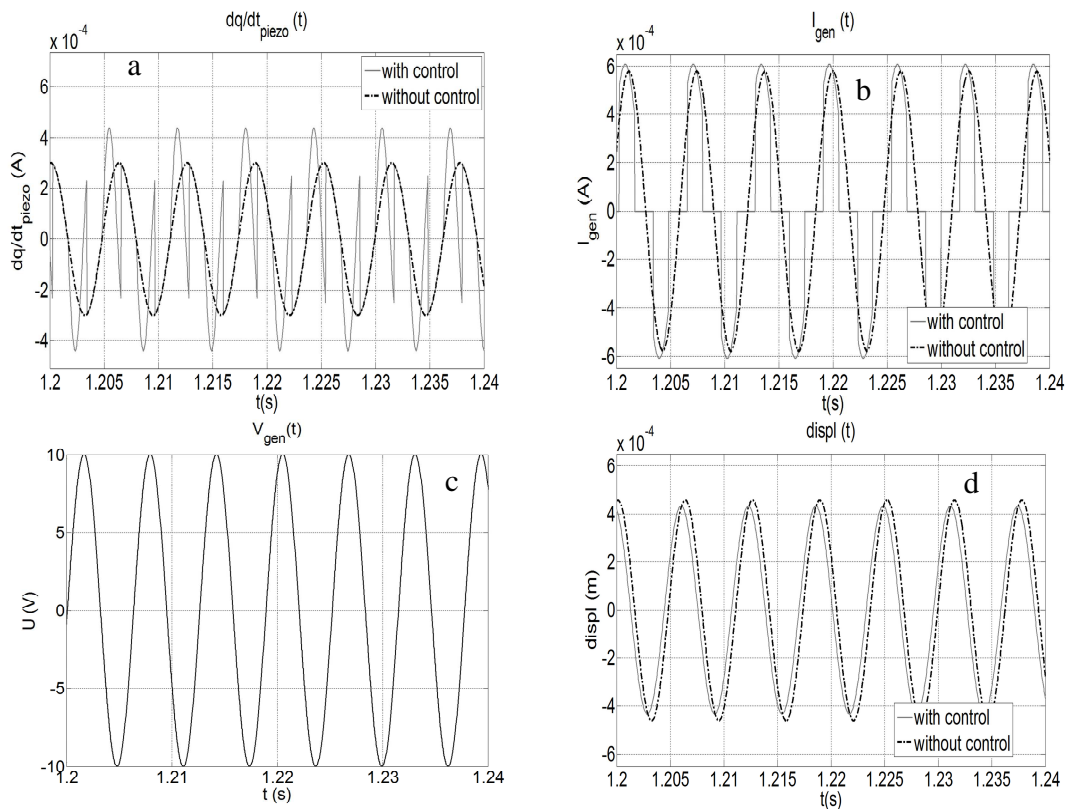 dq/dt_piezo (t)
x 10^-4
a
with control
without control
6
4
2
0
-2
-4
dq/dt_piezo (A)
1.2 1.205 1.21 1.215 1.22 1.225 1.23 1.235 1.24
t(s)
I_gen (t)
x 10^-4
b
6
4
2
0
-2
-4
-6
I_gen (A)
with control
without control
1.2 1.205 1.21 1.215 1.22 1.225 1.23 1.235 1.24
t(s)
V_gen(t)
c
10
5
0
-5
-10
U (V)
1.2 1.21 1.22 1.23 1.24
t (s)
displ (t)
x 10^-4
d
6
4
2
0
-2
-4
-6
displ (m)
with control
without control
1.2 1.205 1.21 1.215 1.22 1.225 1.23 1.235 1.24
t(s)